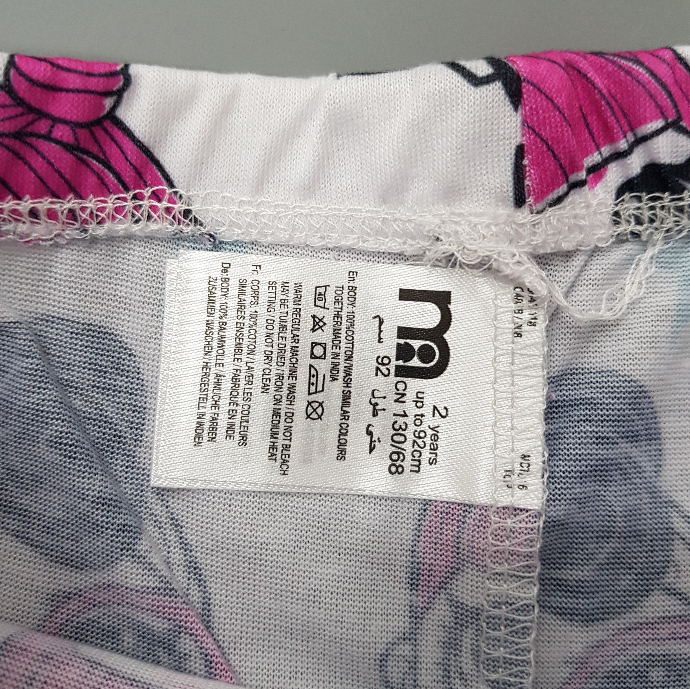 m
2 years
up to 92cm
CN 130/68
حتى طول 92 سم
En: BODY: 100%COTTON/WASH SIMILAR COLOURS
TOGETHER/MADE IN INDIA
40
WARM REGULAR MACHINE WASH / DO NOT BLEACH
MAY BE TUMBLE DRIED / IRON ON MEDIUM HEAT
SETTING / DO NOT DRY CLEAN
Fr: CORPS: 100%COTON / LAVER LES COULEURS
SIMILAIRES ENSEMBLE / FABRIQUÉ EN INDE
De: BODY: 100% BAUMWOLLE / ÄHNLICHE FARBEN
ZUSAMMEN WASCHEN / HERGESTELLT IN INDIEN